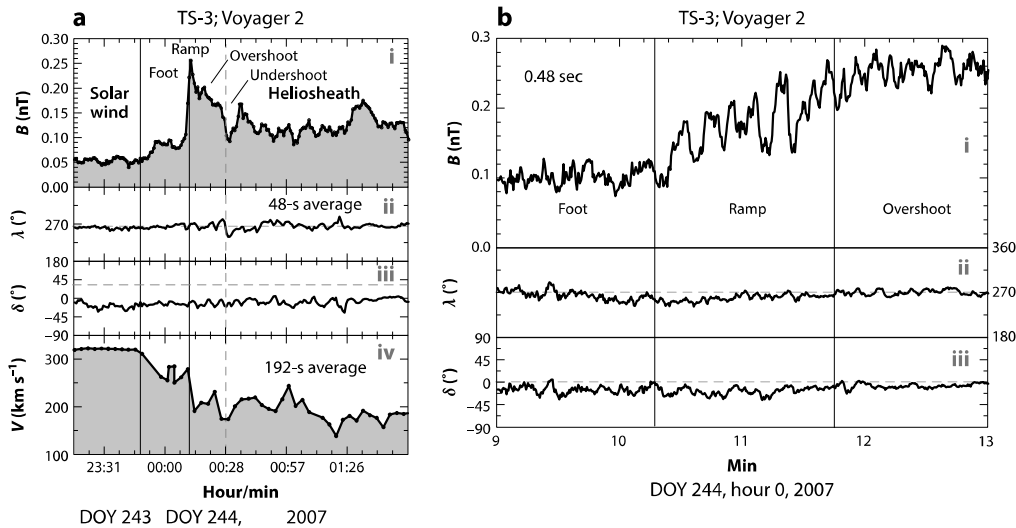 a
TS-3; Voyager 2
0.30
0.25
0.20
0.15
0.10
0.05
0.00
B (nT)
Ramp
Foot
Overshoot
Undershoot
Solar wind
Heliosheath
i
48-s average
ii
270
180
λ (°)
iii
45
0
−45
−90
δ (°)
iv
192-s average
300
200
100
V (km s⁻¹)
23:31 00:00 00:28 00:57 01:26
Hour/min
DOY 243 DOY 244, 2007
b
TS-3; Voyager 2
0.3
0.2
0.1
0.0
B (nT)
0.48 sec
i
Foot Ramp Overshoot
ii
360
270
180
λ (°)
iii
90
45
0
−45
−90
δ (°)
9 10 11 12 13
Min
DOY 244, hour 0, 2007